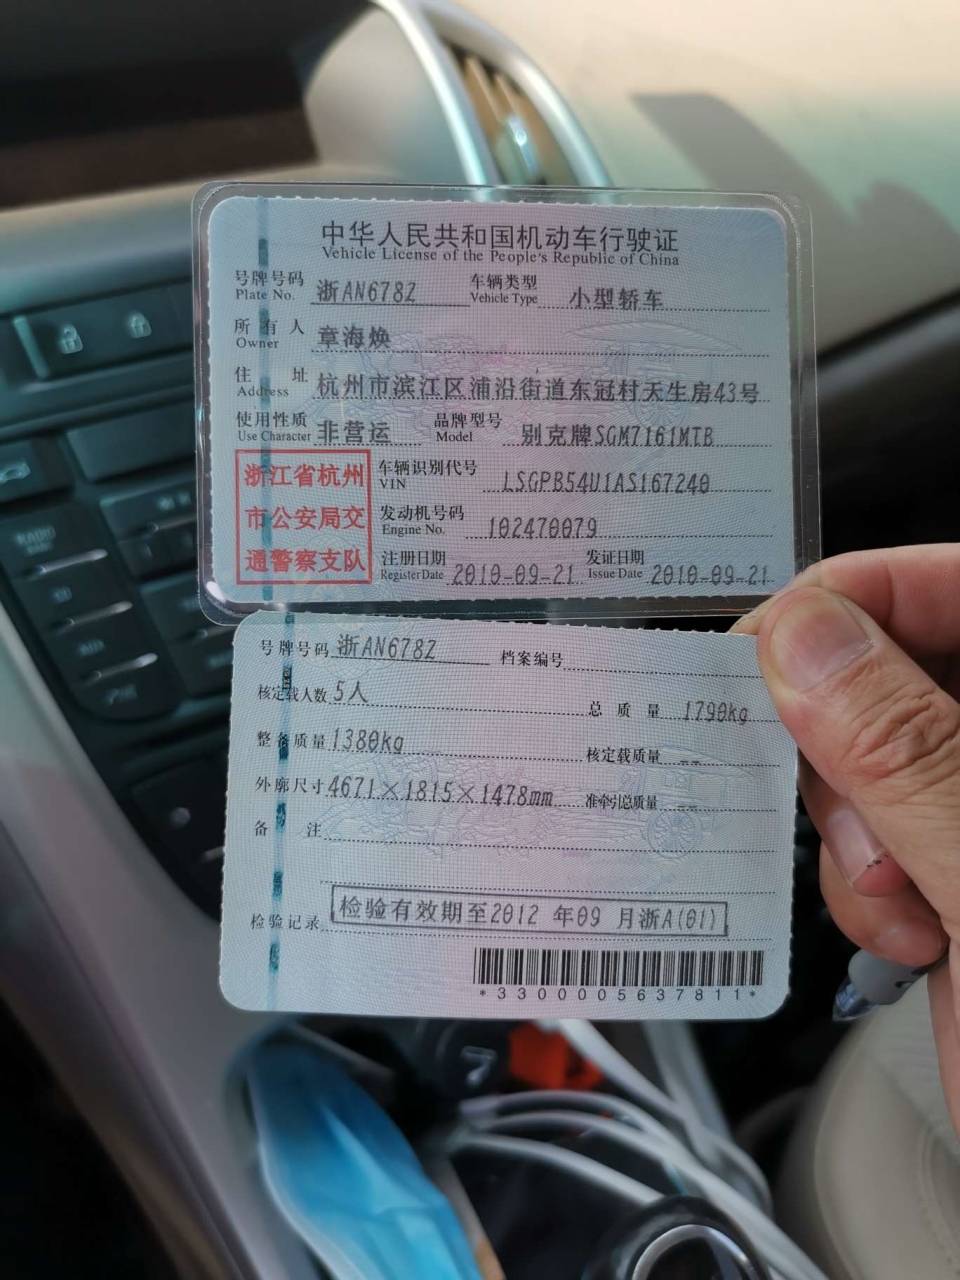 中华人民共和国机动车行驶证
Vehicle License of the People's Republic of China
号牌号码 浙AN678Z 车辆类型 小型轿车
Plate No. Vehicle Type
所有人 章海焕
Owner
住址 杭州市滨江区浦沿街道东冠村天生房43号
Address
使用性质 非营运 品牌型号 别克牌SGM7161MTB
Use Character Model
浙江省杭州
市公安局交
通警察支队
车辆识别代号 LSGPB54U1AS167240
VIN
发动机号码 102470079
Engine No.
注册日期 2010-09-21 发证日期 2010-09-21
Register Date Issue Date
号牌号码 浙AN678Z 档案编号
核定载人数 5人 总质量 1790kg
整备质量 1380kg 核定载质量 --
外廓尺寸 4671×1815×1478mm 准牵引总质量 --
备注
检验记录 检验有效期至2012 年09 月浙A(01)
*3300005637811*
RADIO